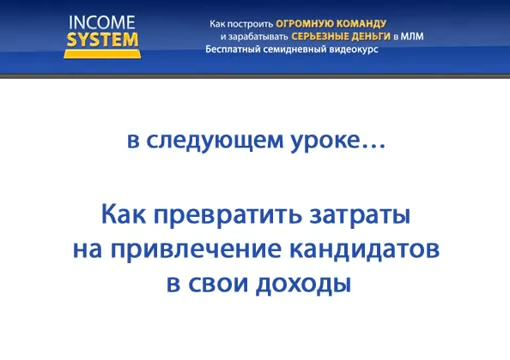 INCOME
SYSTEM
Как построить ОГРОМНУЮ КОМАНДУ
и зарабатывать СЕРЬЕЗНЫЕ ДЕНЬГИ в МЛМ
Бесплатный семидневный видеокурс
в следующем уроке…
Как превратить затраты
на привлечение кандидатов
в свои доходы